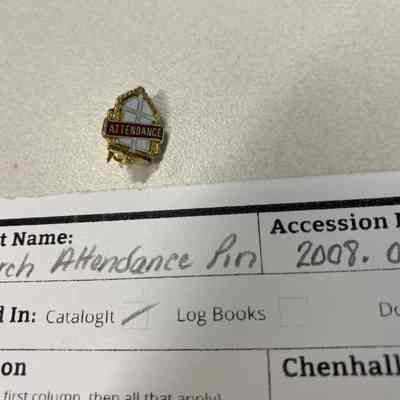 ATTENDANCE
t Name: Accession
rch Attendance Pin 2008. 0
d In: CatalogIt Log Books Do
on Chenhall
first column, then all that apply)